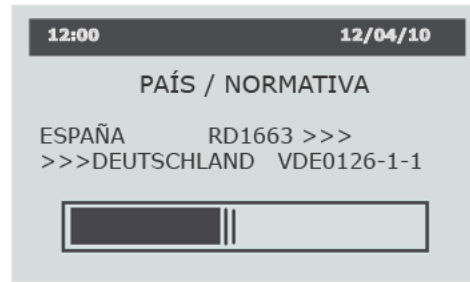 12:00 12/04/10
PAÍS / NORMATIVA
ESPAÑA RD1663 >>>
>>>DEUTSCHLAND VDE0126-1-1